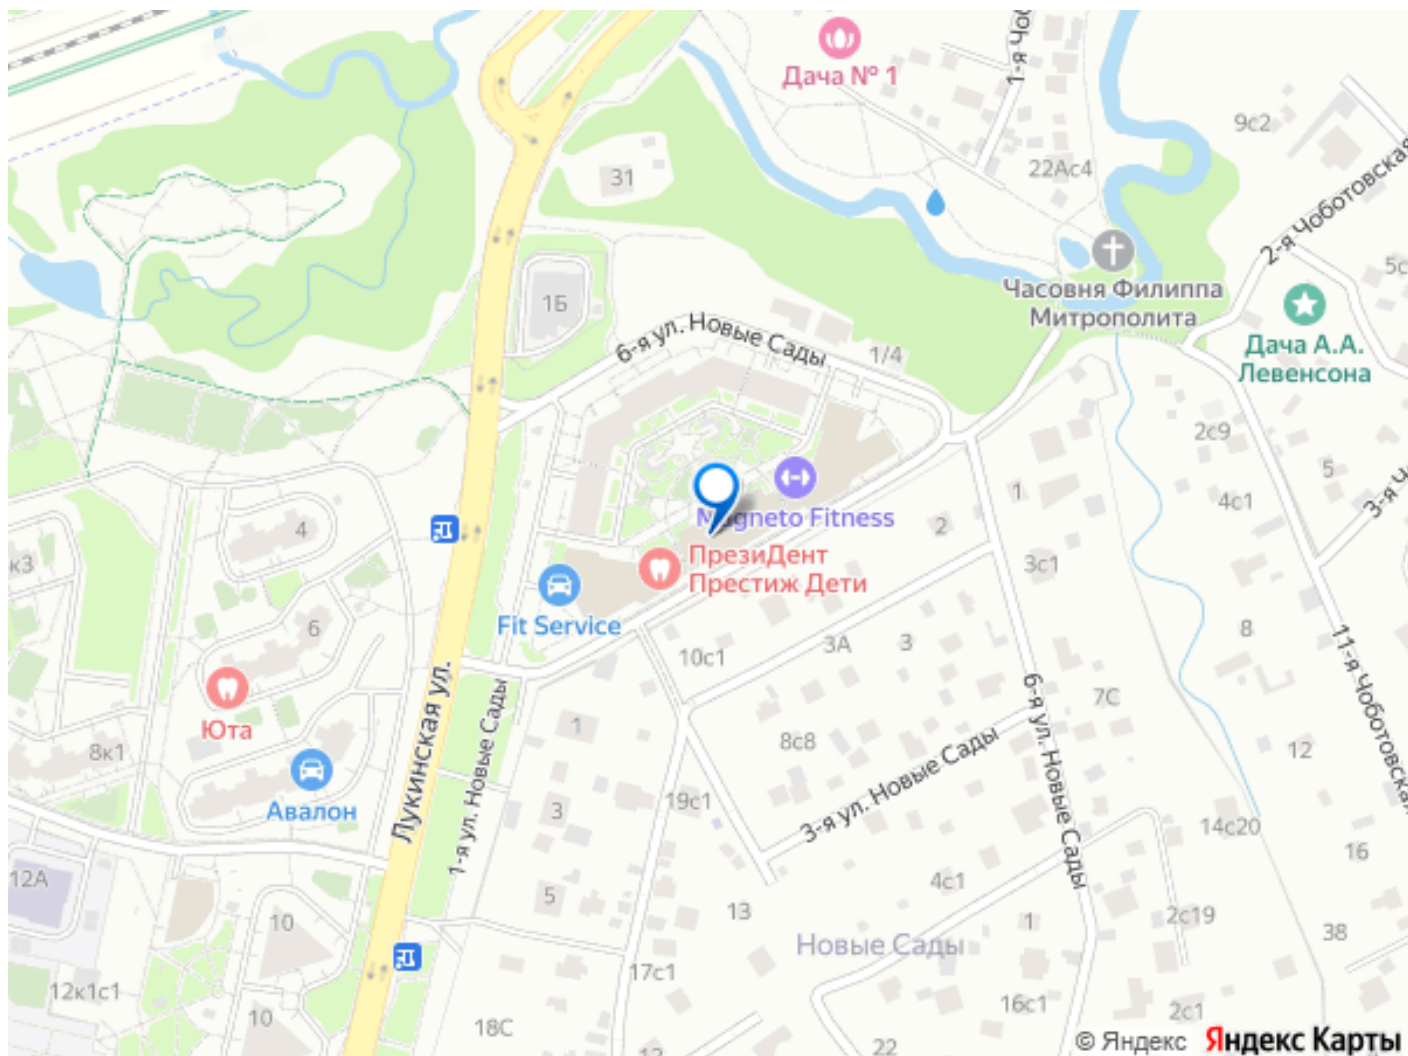 1-я Чоб
Дача № 1
9с2
22Ас4
31
2-я Чоботовская
5с
Часовня Филиппа
Митрополита
1Б
6-я ул. Новые Сады
1/4
Дача А.А.
Левенсона
2с9
5
4с1
3-я Ч
1
2
Magneto Fitness
4
к3
ПрезиДент
Престиж Дети
3с1
Fit Service
6
3А
3
8
10с1
11-я Чоботовская
Юта
Лукинская ул.
1-я ул. Новые Сады
6-я ул. Новые Сады
7С
1
8с8
12
8к1
Авалон
3
19с1
3-я ул. Новые Сады
14с20
16
12А
4с1
5
13
10
1
2с19
38
Новые Сады
17с1
12к1с1
16с1
2с1
10
18С
12
22
© Яндекс Яндекс Карты